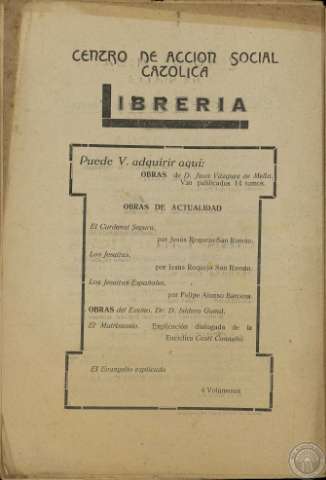 CENTRO DE ACCION SOCIAL
CATOLICA
LIBRERIA
Puede V. adquirir aquí:
OBRAS de D. Juan Vázquez de Mella.
Van publicados 14 tomos.
OBRAS DE ACTUALIDAD
El Cardenal Segura,
por Jesús Requejo San Román.
Los Jesuitas,
por Jesús Requejo San Román.
Los Jesuitas Españoles,
por Felipe Alonso Bárcena.
OBRAS del Excmo. Dr. D. Isidoro Gomá.
El Matrimonio. Explicación dialogada de la
Encíclica Casti Connubii
El Evangelio explicado
4 Volúmenes